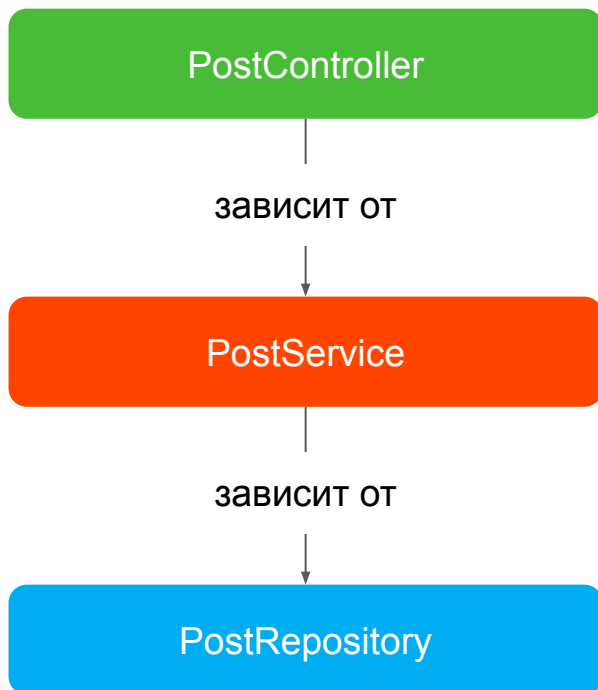 PostController
зависит от
PostService
зависит от
PostRepository